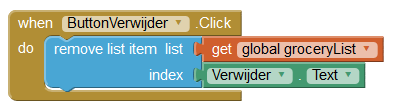 when ButtonVerwijder .Click
do remove list item list get global groceryList
index Verwijder . Text